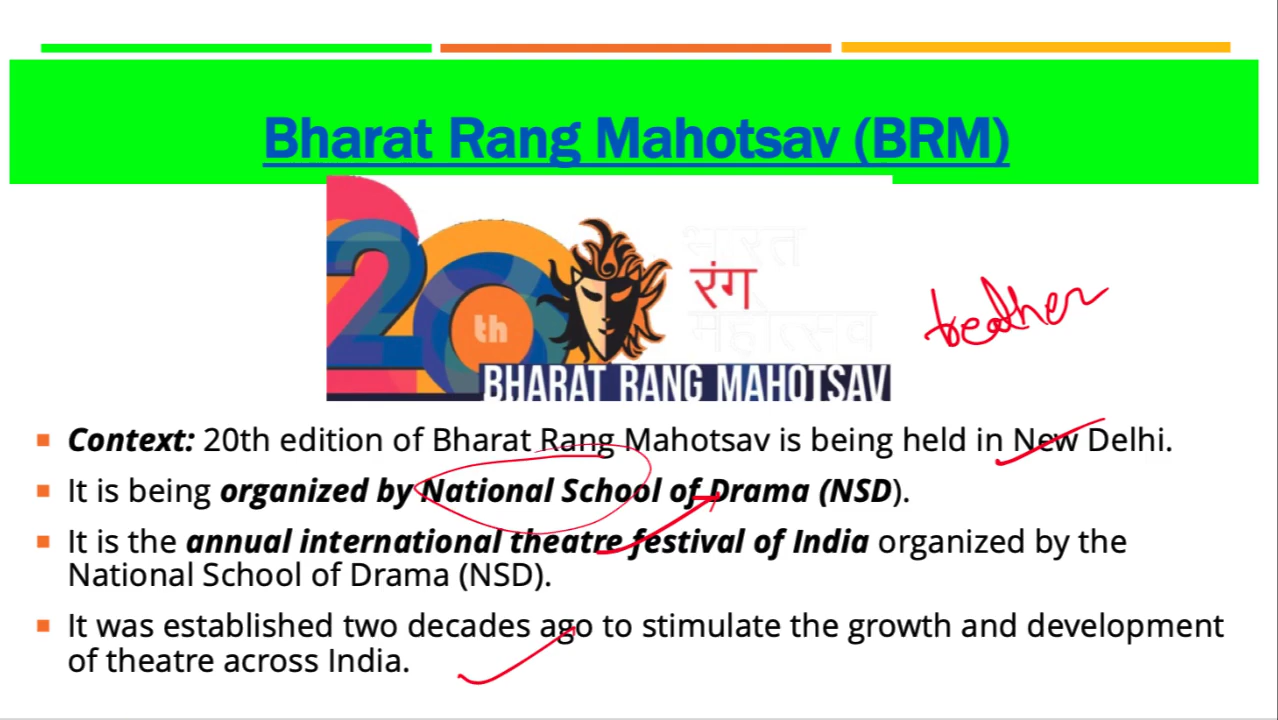 Bharat Rang Mahotsav (BRM)
20th
भारत
रंग
महोत्सव
BHARAT RANG MAHOTSAV
Context: 20th edition of Bharat Rang Mahotsav is being held in New Delhi.
It is being organized by National School of Drama (NSD).
It is the annual international theatre festival of India organized by the
National School of Drama (NSD).
It was established two decades ago to stimulate the growth and development
of theatre across India.